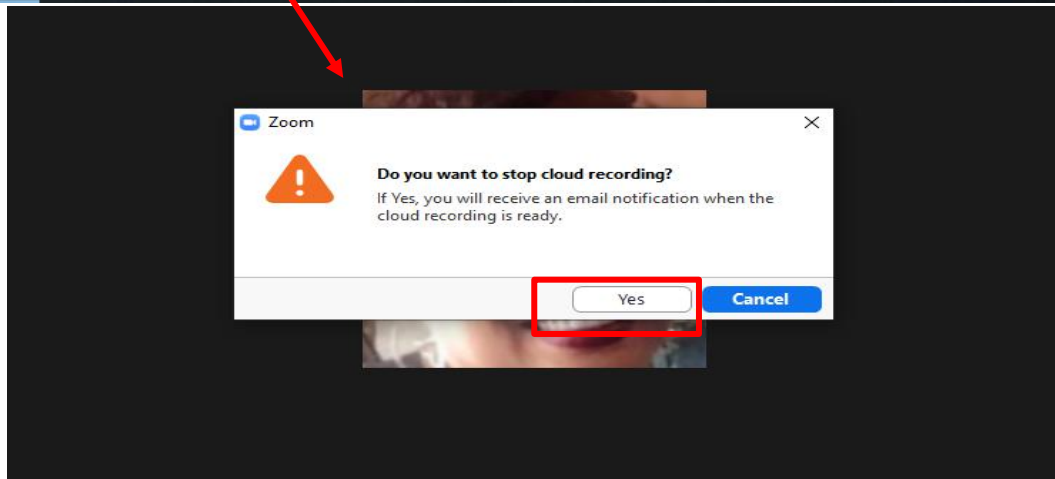 Zoom
Do you want to stop cloud recording?
If Yes, you will receive an email notification when the
cloud recording is ready.
Yes
Cancel